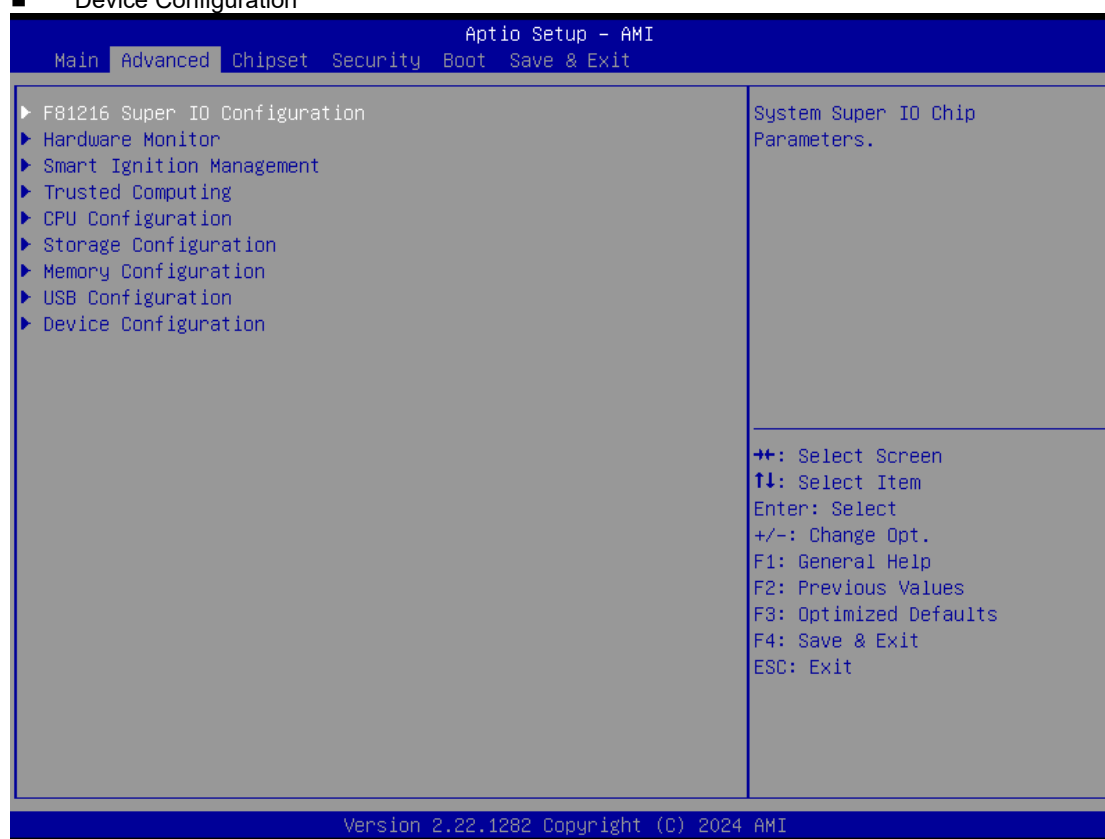 ■ Device Configuration
Aptio Setup – AMI
Main Advanced Chipset Security Boot Save & Exit
▶ F81216 Super IO Configuration
▶ Hardware Monitor
▶ Smart Ignition Management
▶ Trusted Computing
▶ CPU Configuration
▶ Storage Configuration
▶ Memory Configuration
▶ USB Configuration
▶ Device Configuration
System Super IO Chip
Parameters.
→←: Select Screen
↑↓: Select Item
Enter: Select
+/-: Change Opt.
F1: General Help
F2: Previous Values
F3: Optimized Defaults
F4: Save & Exit
ESC: Exit
Version 2.22.1282 Copyright (C) 2024 AMI